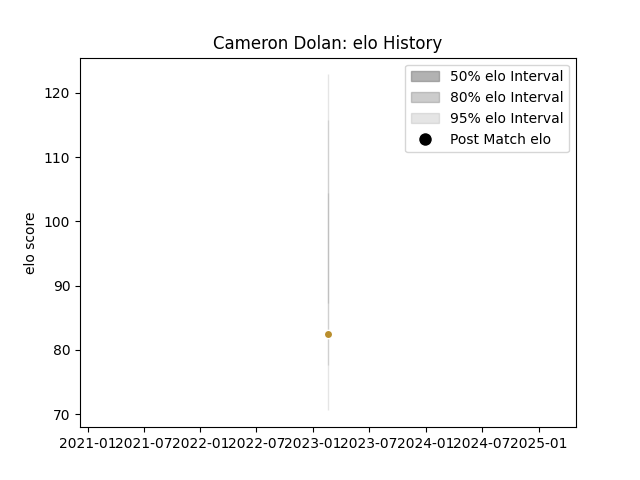 Cameron Dolan: elo History
50% elo Interval
80% elo Interval
95% elo Interval
Post Match elo
elo score
120
110
100
90
80
70
2021-01 2021-07 2022-01 2022-07 2023-01 2023-07 2024-01 2024-07 2025-01